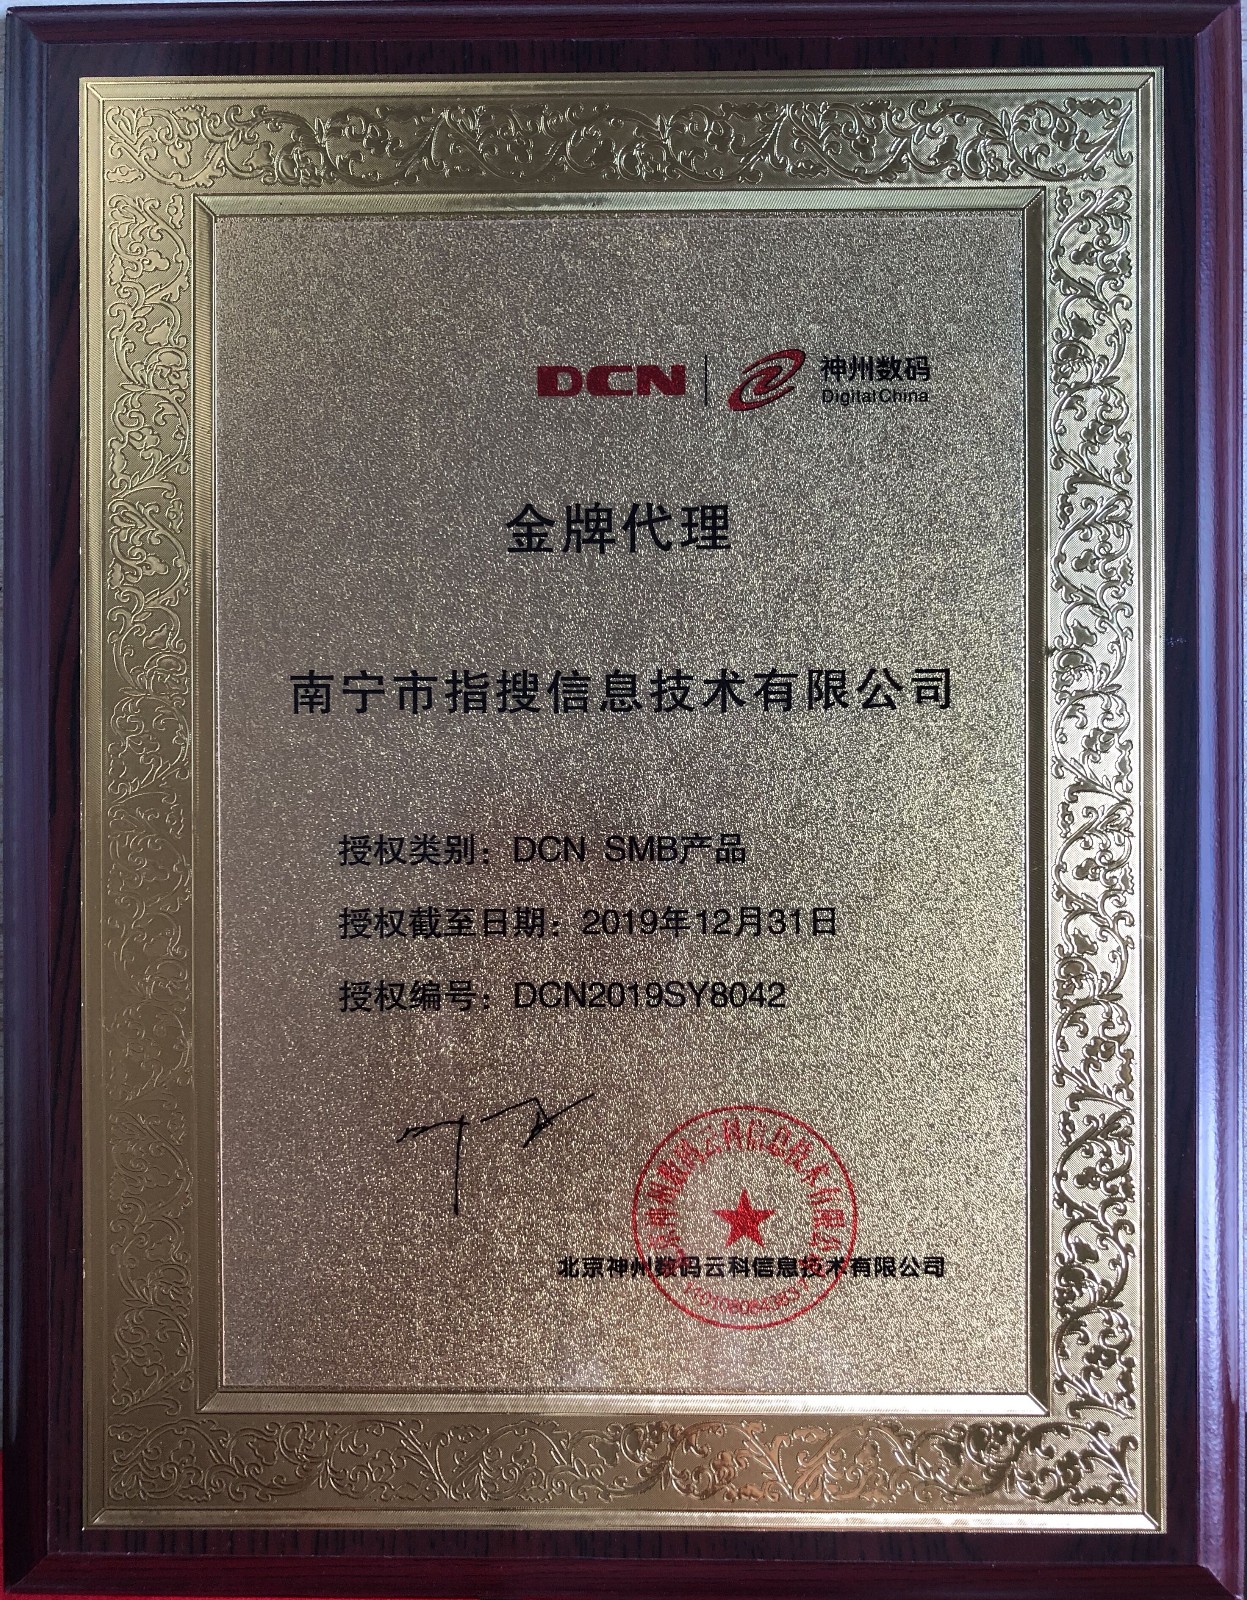 DCN 神州数码
Digital China
金牌代理
南宁市指搜信息技术有限公司
授权类别：DCN SMB产品
授权截至日期：2019年12月31日
授权编号：DCN2019SY8042
北京神州数码云科信息技术有限公司